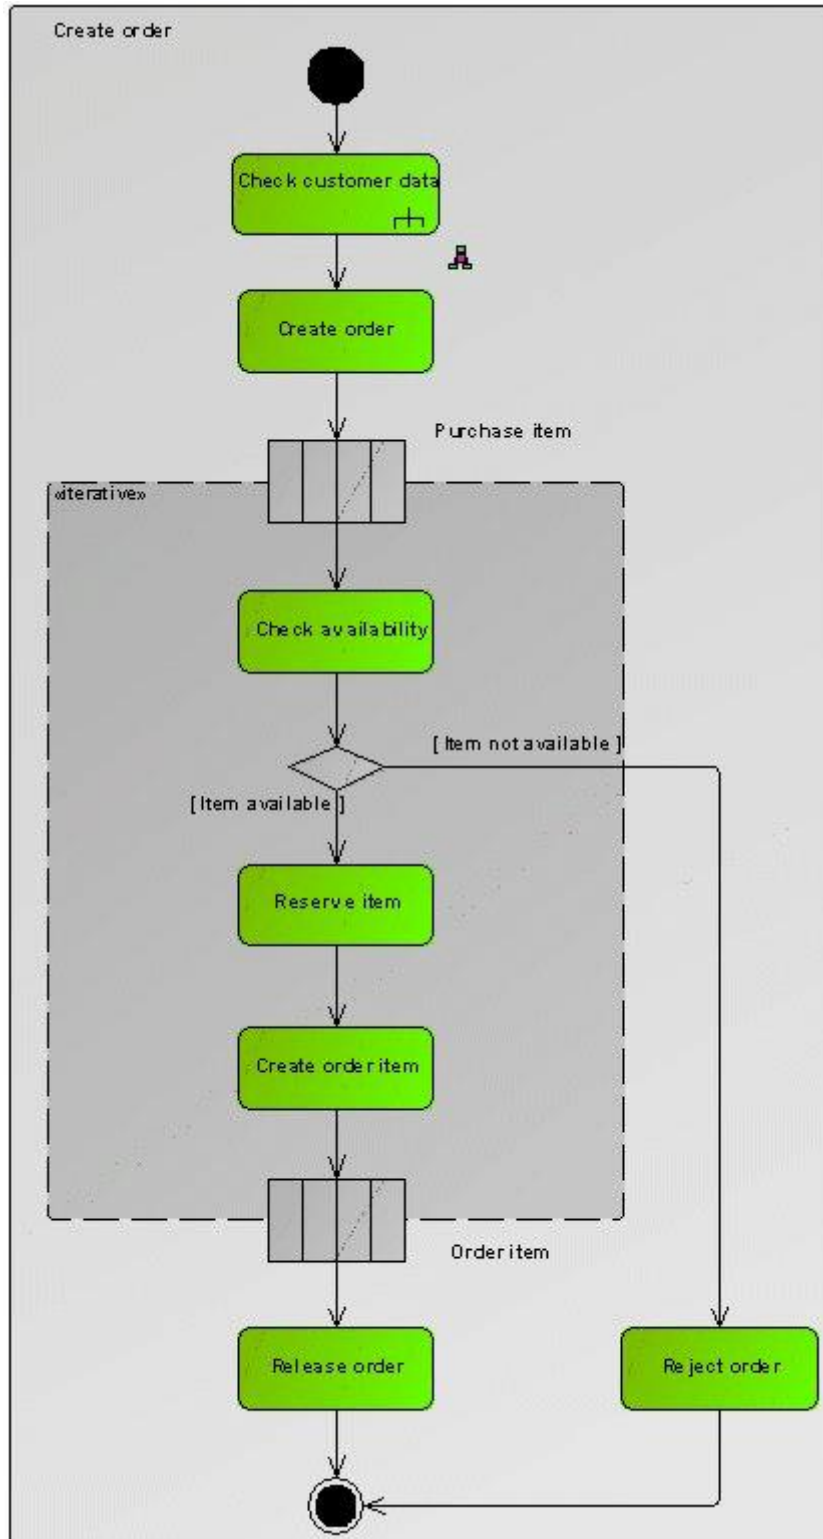 Create order
Check customer data
Create order
Purchase item
«iterative»
Check availability
[ Item not available ]
[ Item available ]
Reserve item
Create order item
Order item
Release order
Reject order